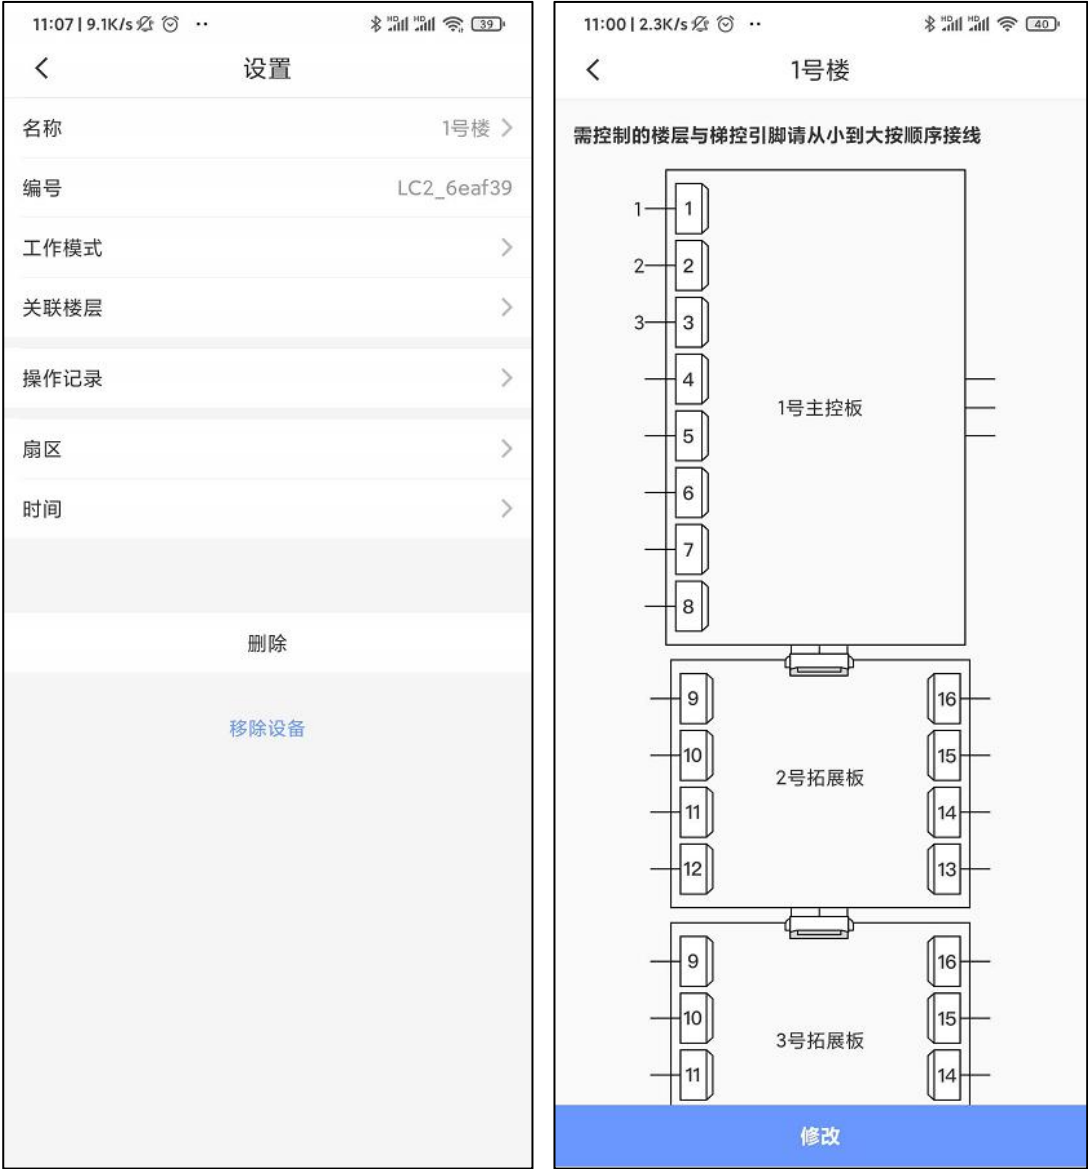 11:07 | 9.1K/s
39
设置
名称
1号楼
编号
LC2_6eaf39
工作模式
关联楼层
操作记录
扇区
时间
删除
移除设备
11:00 | 2.3K/s
40
1号楼
需控制的楼层与梯控引脚请从小到大按顺序接线
1 1
2 2
3 3
4
5
6
7
8
1号主控板
9 16
10 15
2号拓展板
11 14
12 13
9 16
10 15
3号拓展板
11 14
修改